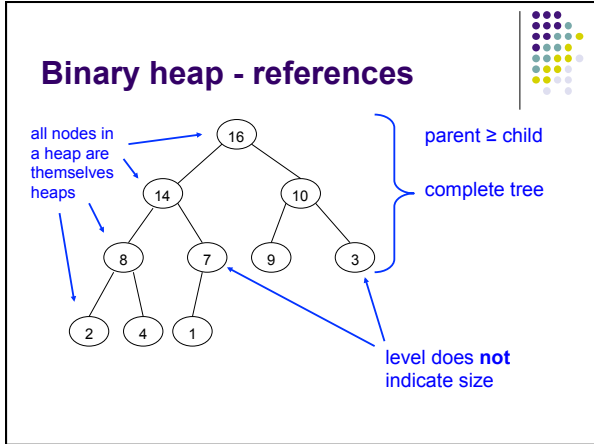 Binary heap - references
all nodes in
a heap are
themselves
heaps
16
parent ≥ child
14
10
complete tree
8
7
9
3
2
4
1
level does not
indicate size